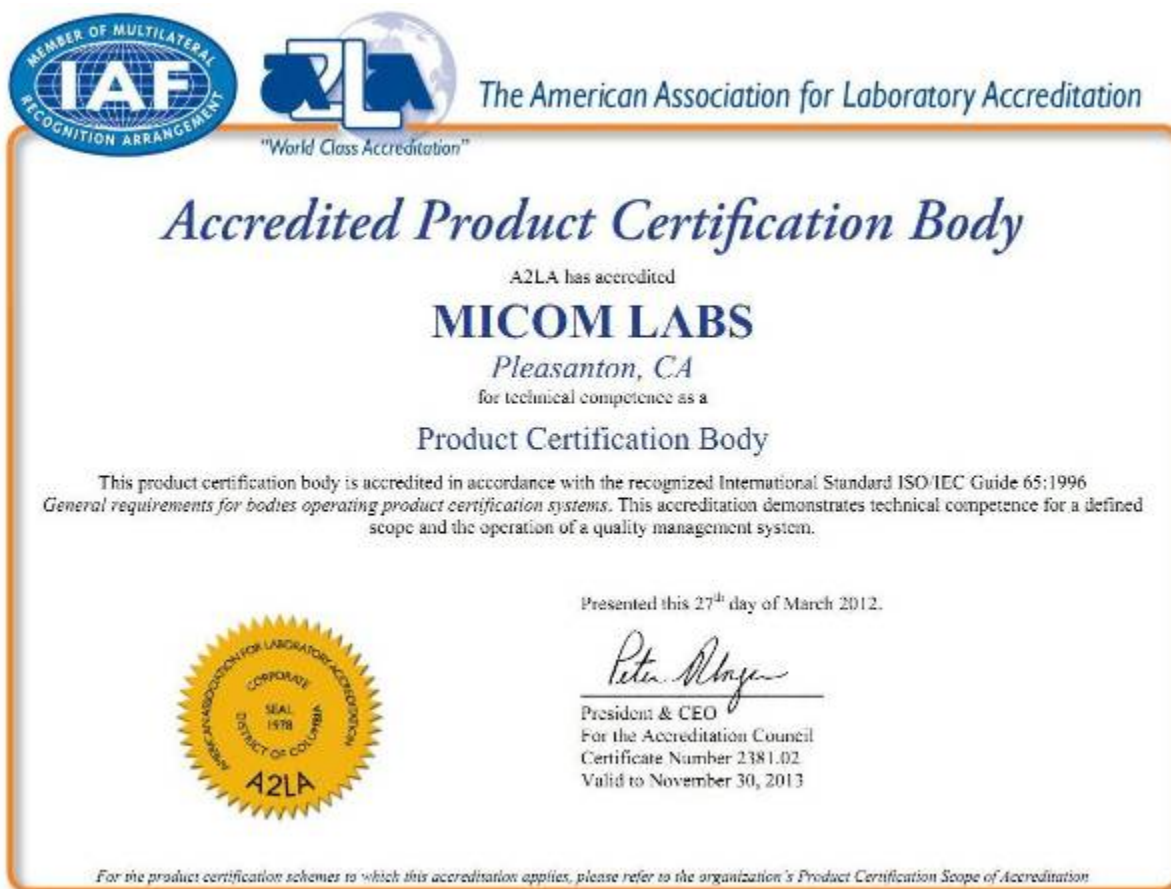 MEMBER OF MULTILATERAL
IAF
RECOGNITION ARRANGEMENT
A2LA
"World Class Accreditation"
The American Association for Laboratory Accreditation
Accredited Product Certification Body
A2LA has accredited
MICOM LABS
Pleasanton, CA
for technical competence as a
Product Certification Body
This product certification body is accredited in accordance with the recognized International Standard ISO/IEC Guide 65:1996
General requirements for bodies operating product certification systems. This accreditation demonstrates technical competence for a defined
scope and the operation of a quality management system.
Presented this 27th day of March 2012.
President & CEO
For the Accreditation Council
Certificate Number 2381.02
Valid to November 30, 2013
AMERICAN ASSOCIATION FOR LABORATORY ACCREDITATION
CORPORATE
SEAL
1978
DISTRICT OF COLUMBIA
A2LA
For the product certification schemes to which this accreditation applies, please refer to the organization's Product Certification Scope of Accreditation